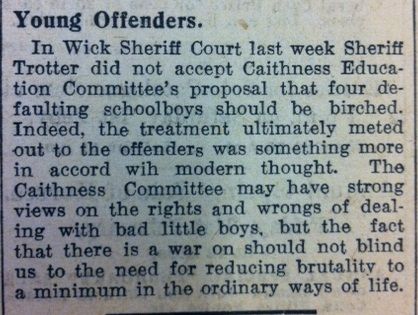 Young Offenders.
In Wick Sheriff Court last week Sheriff
Trotter did not accept Caithness Educa-
tion Committee's proposal that four de-
faulting schoolboys should be birched.
Indeed, the treatment ultimately meted
out to the offenders was something more
in accord wih modern thought. The
Caithness Committee may have strong
views on the rights and wrongs of deal-
ing with bad little boys, but the fact
that there is a war on should not blind
us to the need for reducing brutality to
a minimum in the ordinary ways of life.